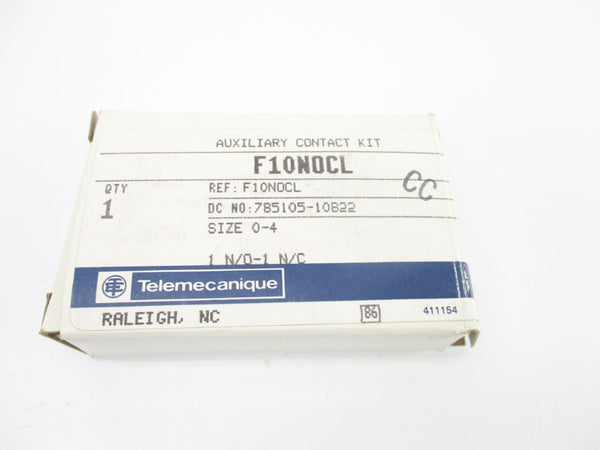 AUXILIARY CONTACT KIT
F10NOCL
QTY
1
REF: F10NOCL
CC
DC NO:785105-10822
SIZE 0-4
1 N/O-1 N/C
Telemecanique
RALEIGH, NC
86
411154